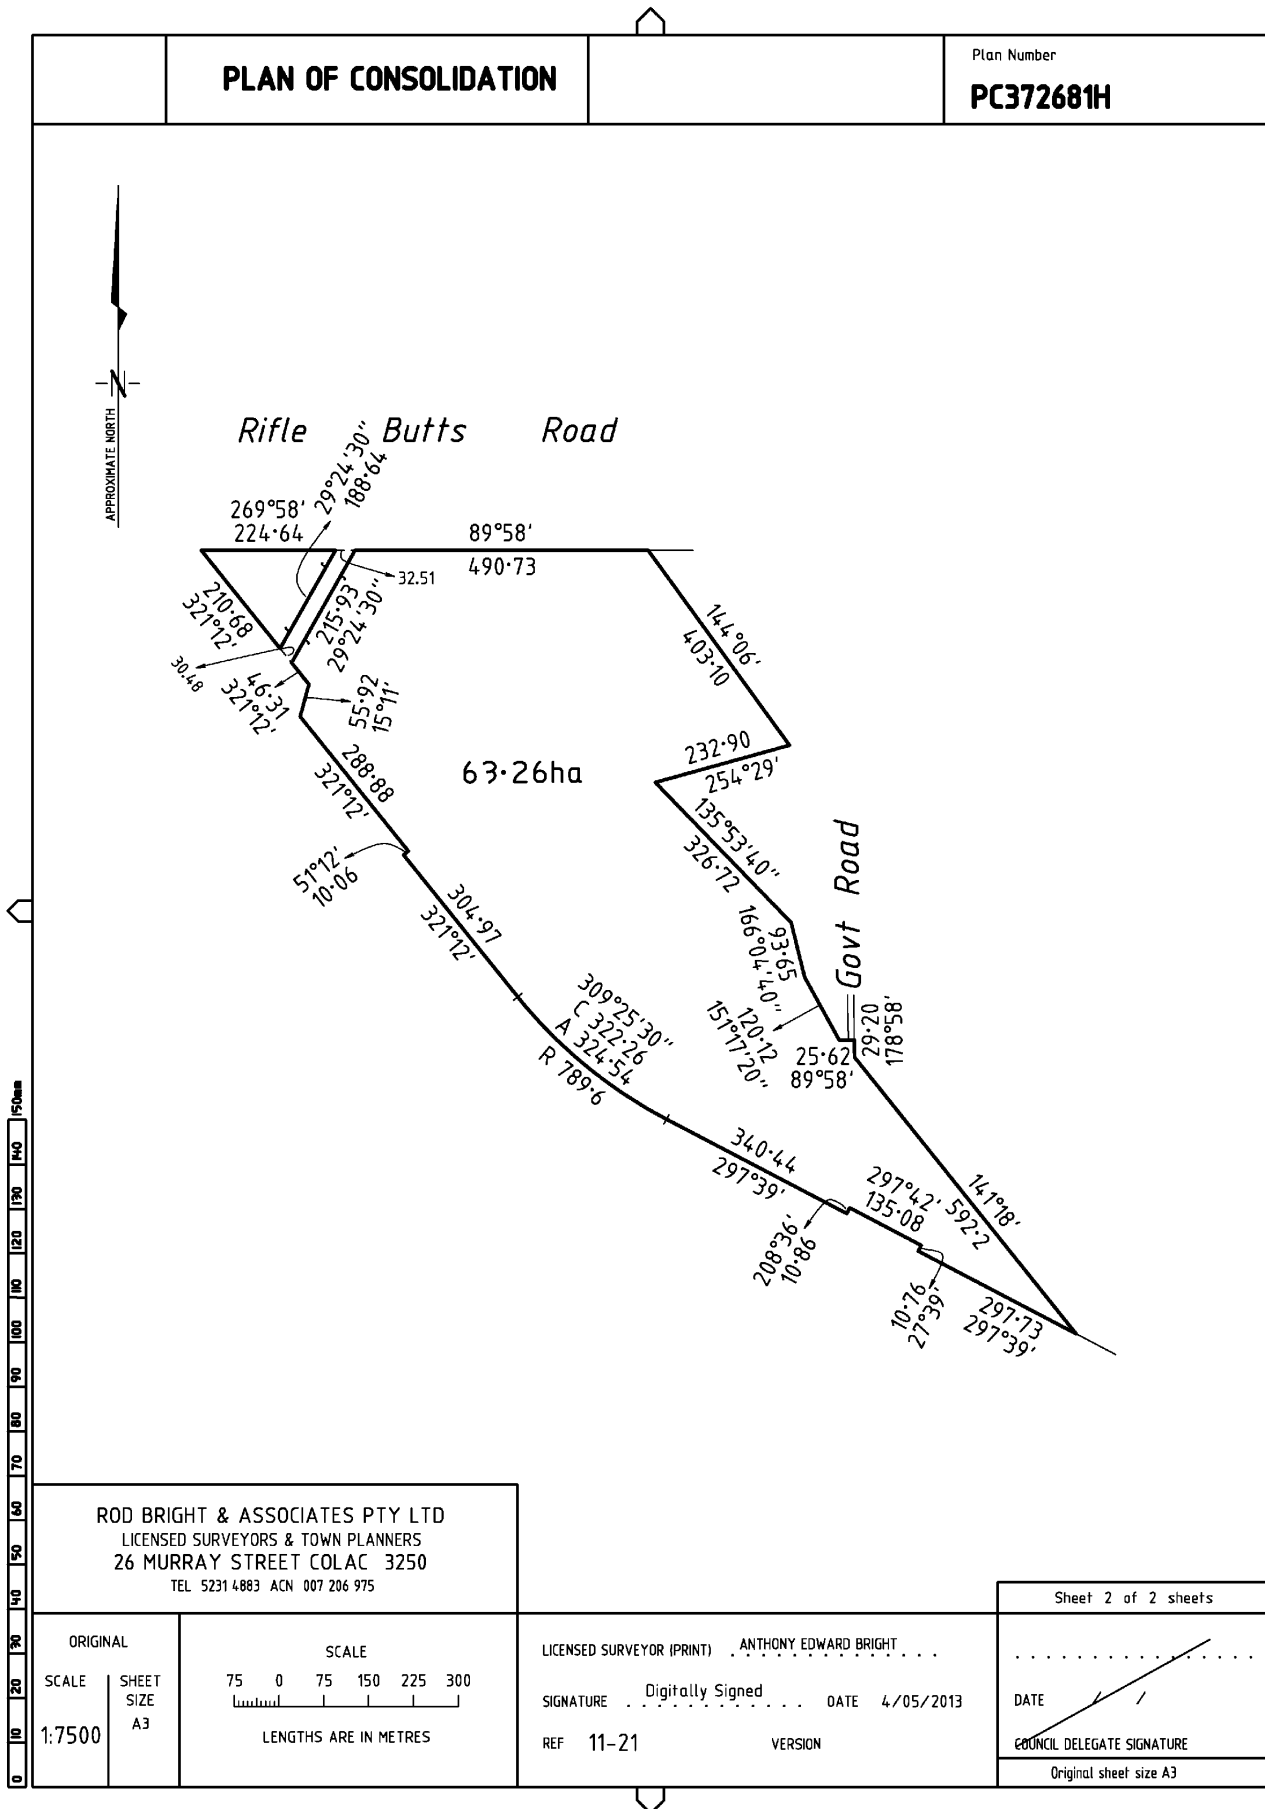 PLAN OF CONSOLIDATION
Plan Number
PC372681H
APPROXIMATE NORTH
N
Rifle Butts Road
29°24'30"
188·64
269°58'
224·64
89°58'
490·73
32.51
210·68
321°12'
215·93
29°24'30"
30.48
46·31
321°12'
55·92
15°11'
144°06'
403·10
232·90
254°29'
63·26ha
288·88
321°12'
51°12'
10·06
135°53'40"
326·72
Govt Road
304·97
321°12'
93·65
166°04'40"
120·12
151°17'20"
29·20
178°58'
25·62
89°58'
309°25'30"
C 322·26
A 324·54
R 789·6
340·44
297°39'
297°42'
135·08
141°18'
592·2
208°36'
10·86
10·76
27°39'
297·73
297°39'
150mm
140
130
120
110
100
90
80
70
60
50
40
30
20
10
0
ROD BRIGHT & ASSOCIATES PTY LTD
LICENSED SURVEYORS & TOWN PLANNERS
26 MURRAY STREET COLAC 3250
TEL 5231 4883 ACN 007 206 975
ORIGINAL
SCALE
1:7500
SHEET
SIZE
A3
SCALE
75 0 75 150 225 300
LENGTHS ARE IN METRES
LICENSED SURVEYOR (PRINT) ANTHONY EDWARD BRIGHT
SIGNATURE Digitally Signed DATE 4/05/2013
REF 11-21 VERSION
Sheet 2 of 2 sheets
DATE / /
COUNCIL DELEGATE SIGNATURE
Original sheet size A3